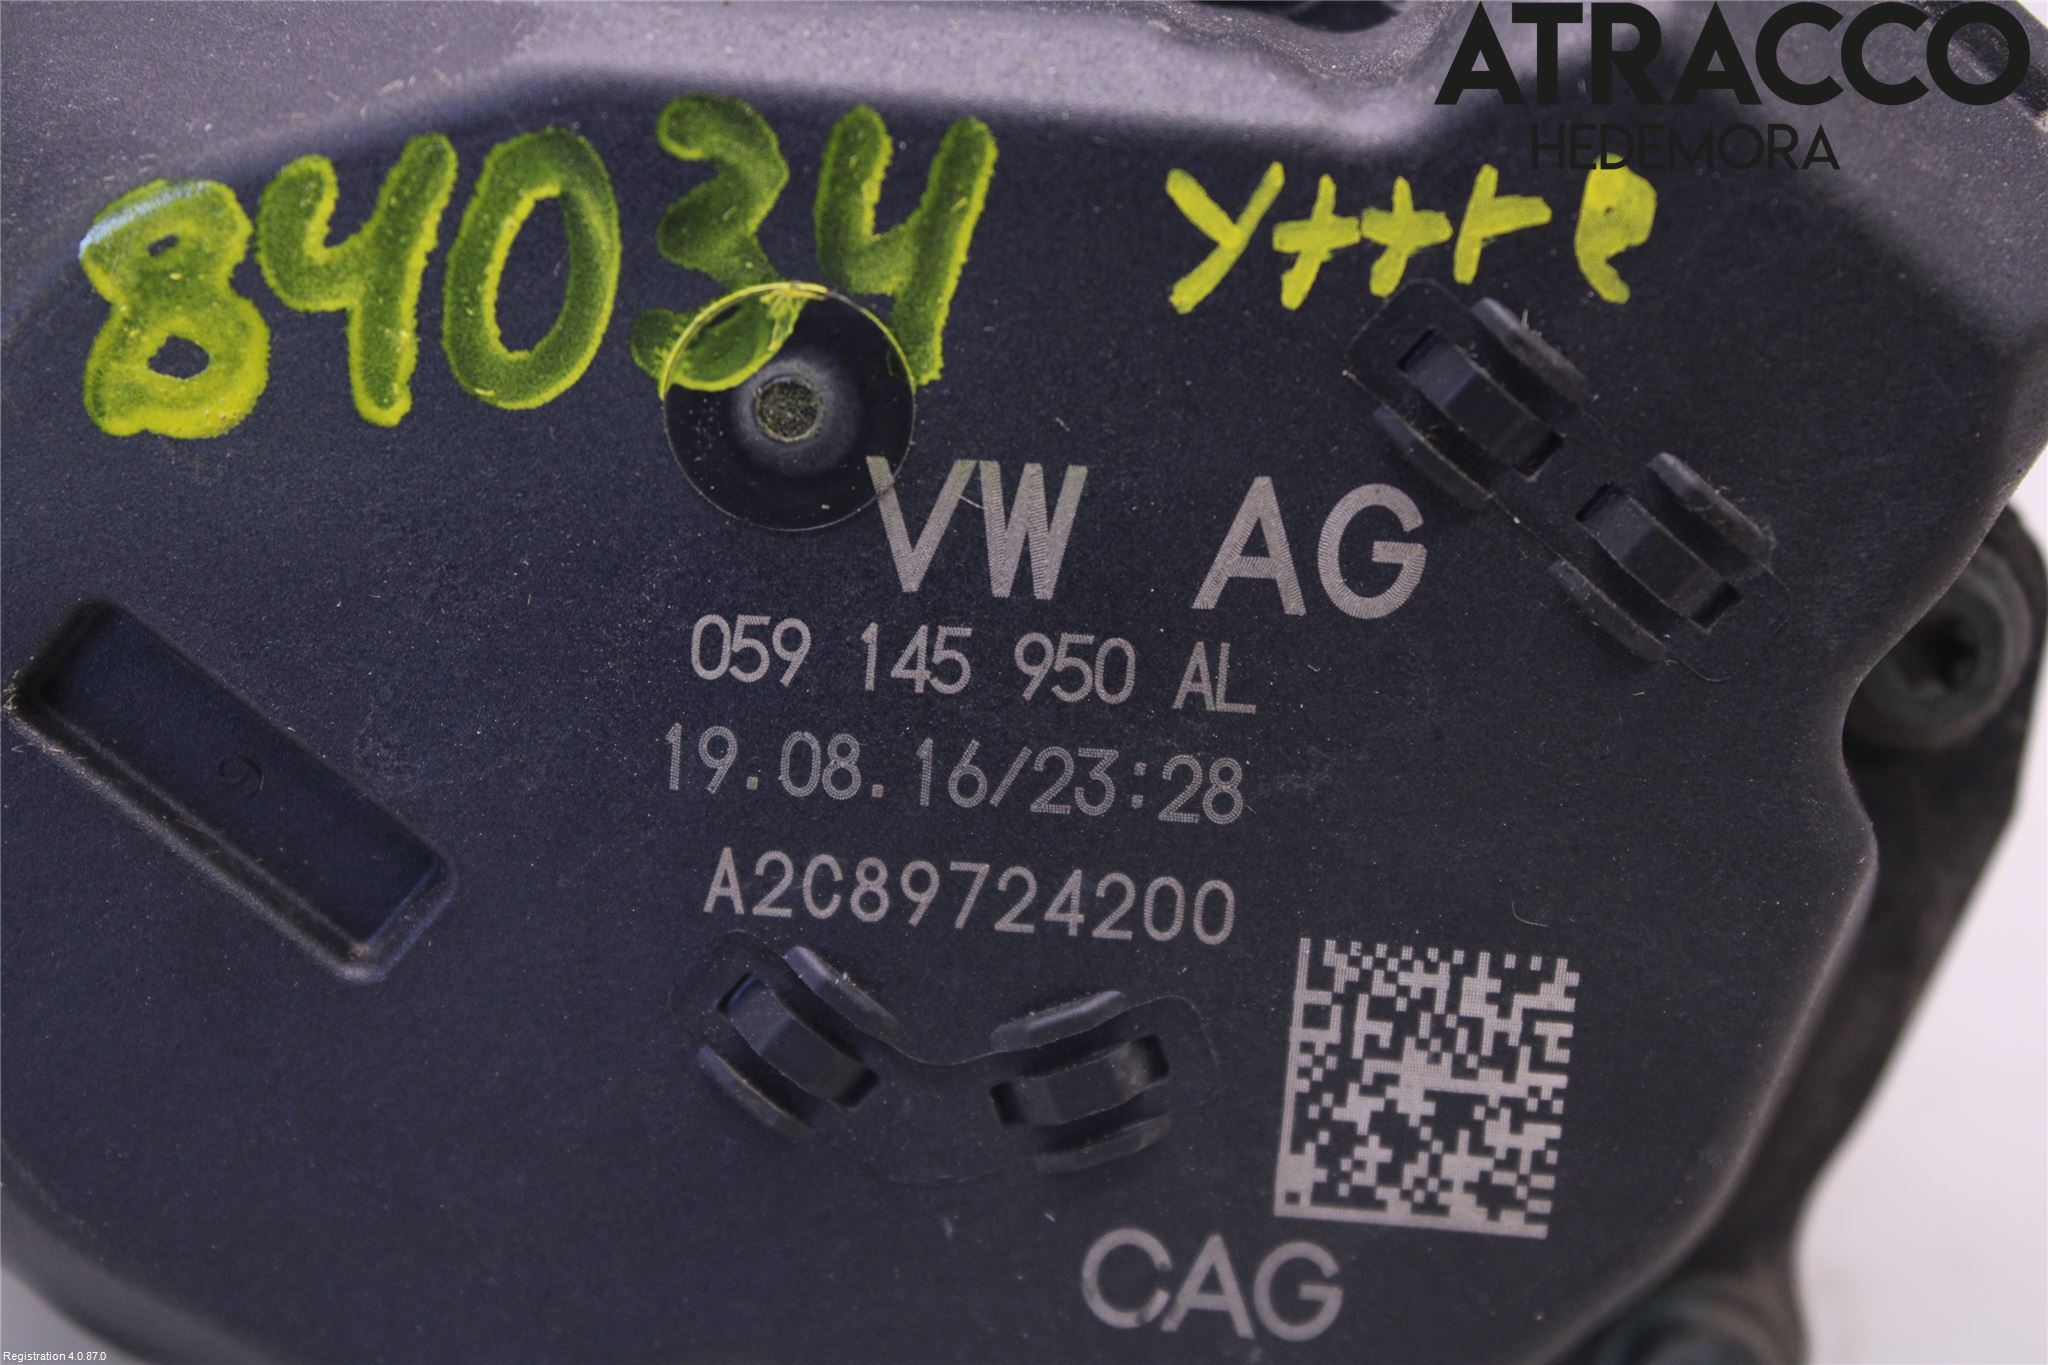 ATRACCO
HEDEMORA
84034 yttre
VW AG
059 145 950 AL
19.08.16/23:28
A2C89724200
CAG
Registration 4.0.87.0